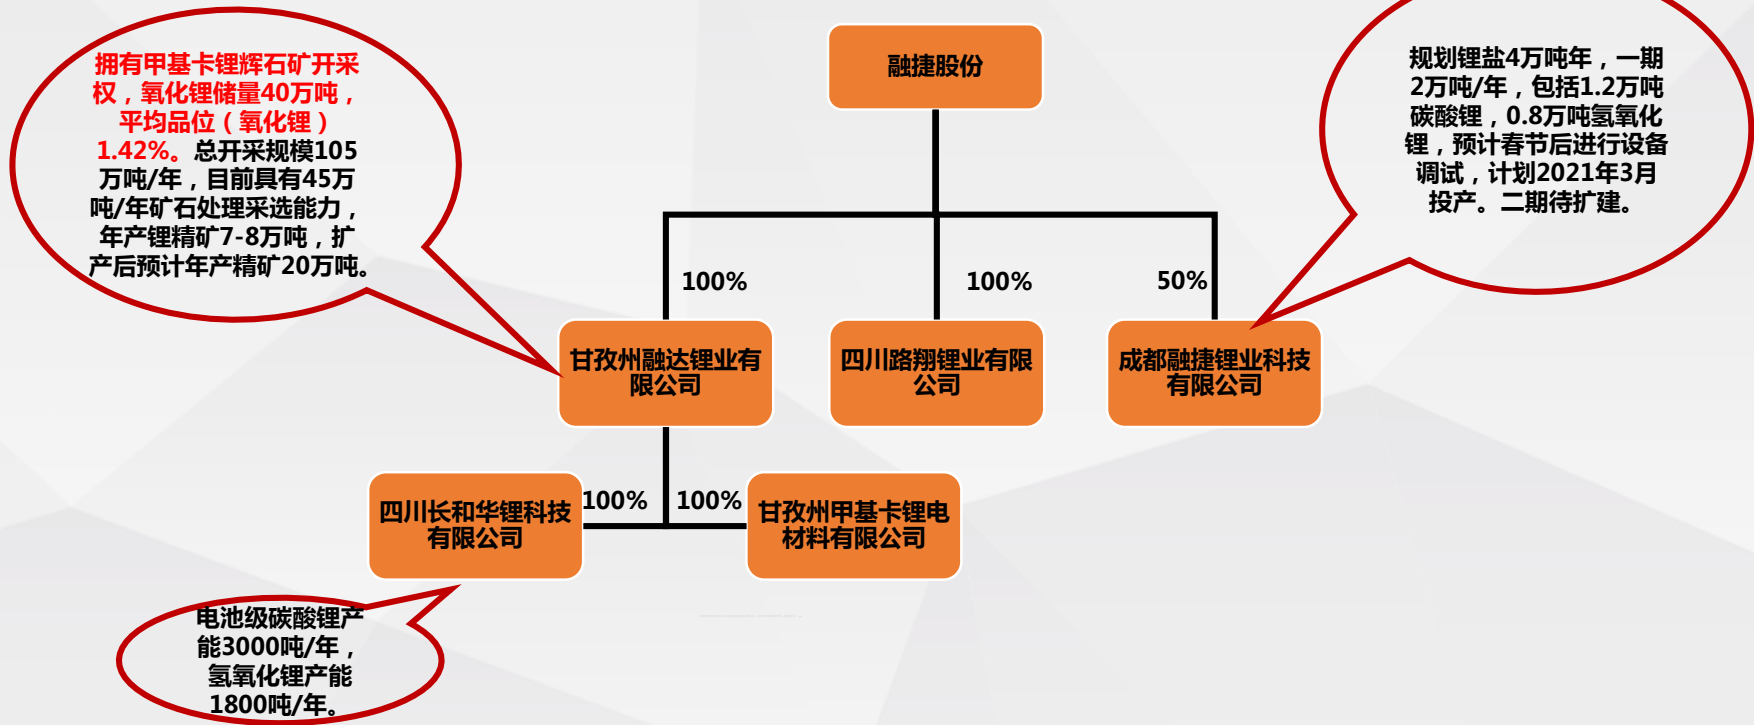 融捷股份
拥有甲基卡锂辉石矿开采
权，氧化锂储量40万吨，
平均品位（氧化锂）
1.42%。总开采规模105
万吨/年，目前具有45万
吨/年矿石处理采选能力，
年产锂精矿7-8万吨，扩
产后预计年产精矿20万吨。
规划锂盐4万吨年，一期
2万吨/年，包括1.2万吨
碳酸锂，0.8万吨氢氧化
锂，预计春节后进行设备
调试，计划2021年3月
投产。二期待扩建。
100%
100%
50%
甘孜州融达锂业有
限公司
四川路翔锂业有限
公司
成都融捷锂业科技
有限公司
100%
100%
四川长和华锂科技
有限公司
甘孜州甲基卡锂电
材料有限公司
电池级碳酸锂产
能3000吨/年，
氢氧化锂产能
1800吨/年。